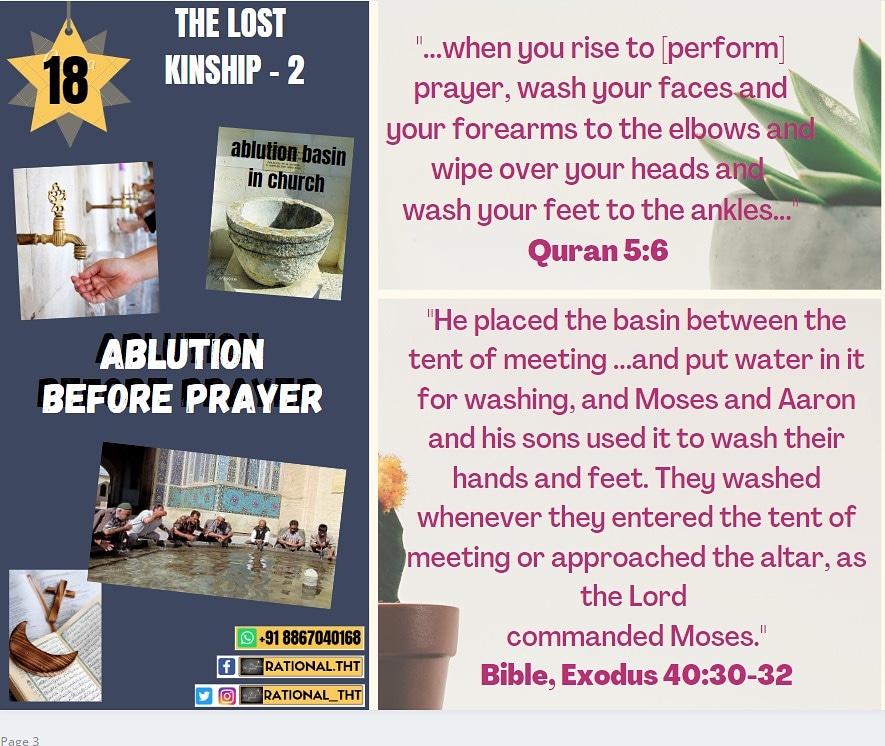 18
THE LOST
KINSHIP - 2
ablution basin
in church
ABLUTION
BEFORE PRAYER
+91 8867040168
RATIONAL.THT
RATIONAL_THT
"...when you rise to [perform]
prayer, wash your faces and
your forearms to the elbows and
wipe over your heads and
wash your feet to the ankles..."
Quran 5:6
"He placed the basin between the
tent of meeting ...and put water in it
for washing, and Moses and Aaron
and his sons used it to wash their
hands and feet. They washed
whenever they entered the tent of
meeting or approached the altar, as
the Lord
commanded Moses."
Bible, Exodus 40:30-32
Page 3